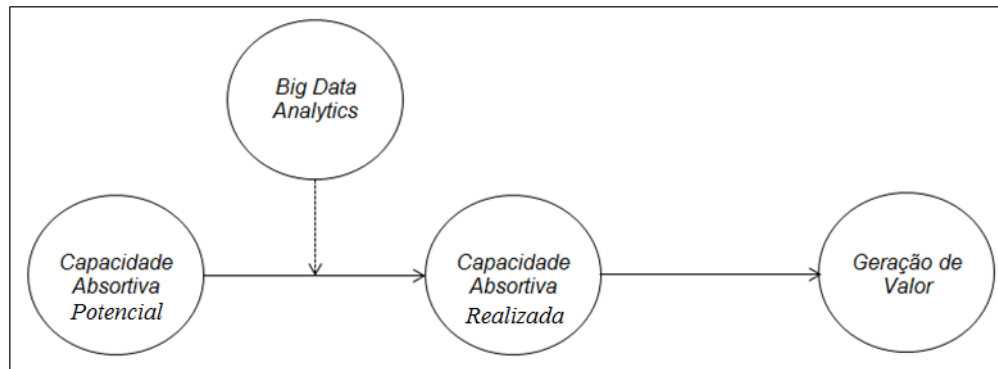 Big Data
Analytics
Capacidade
Absortiva
Potencial
Capacidade
Absortiva
Realizada
Geração de
Valor